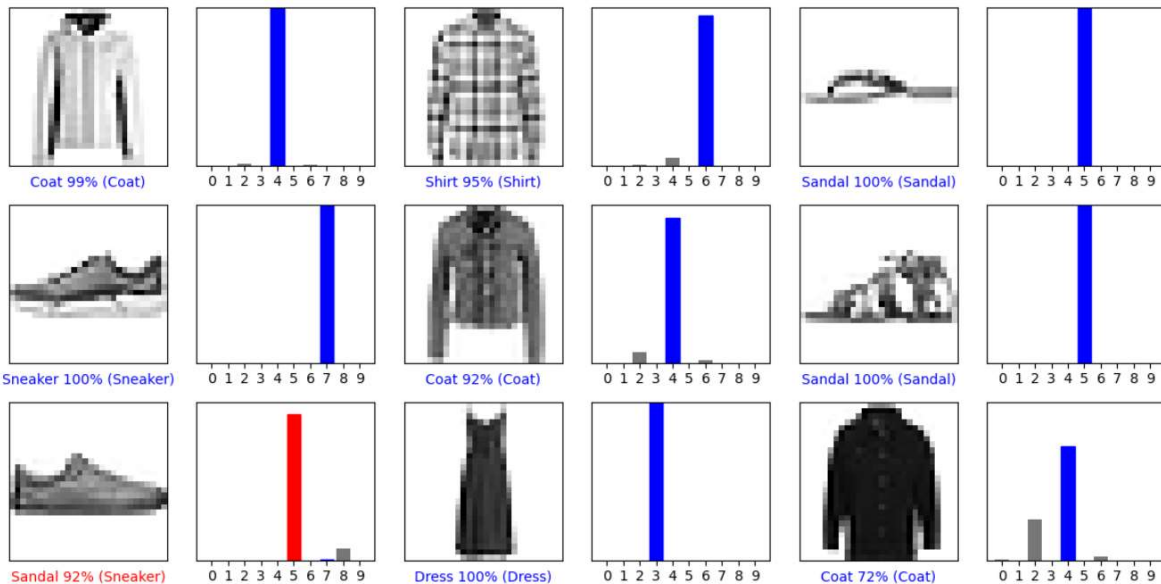 0 1 2 3 4 5 6 7 8 9 0 1 2 3 4 5 6 7 8 9 0 1 2 3 4 5 6 7 8 9
Coat 99% (Coat) Shirt 95% (Shirt) Sandal 100% (Sandal)
0 1 2 3 4 5 6 7 8 9 0 1 2 3 4 5 6 7 8 9 0 1 2 3 4 5 6 7 8 9
Sneaker 100% (Sneaker) Coat 92% (Coat) Sandal 100% (Sandal)
0 1 2 3 4 5 6 7 8 9 0 1 2 3 4 5 6 7 8 9 0 1 2 3 4 5 6 7 8 9
Sandal 92% (Sneaker) Dress 100% (Dress) Coat 72% (Coat)